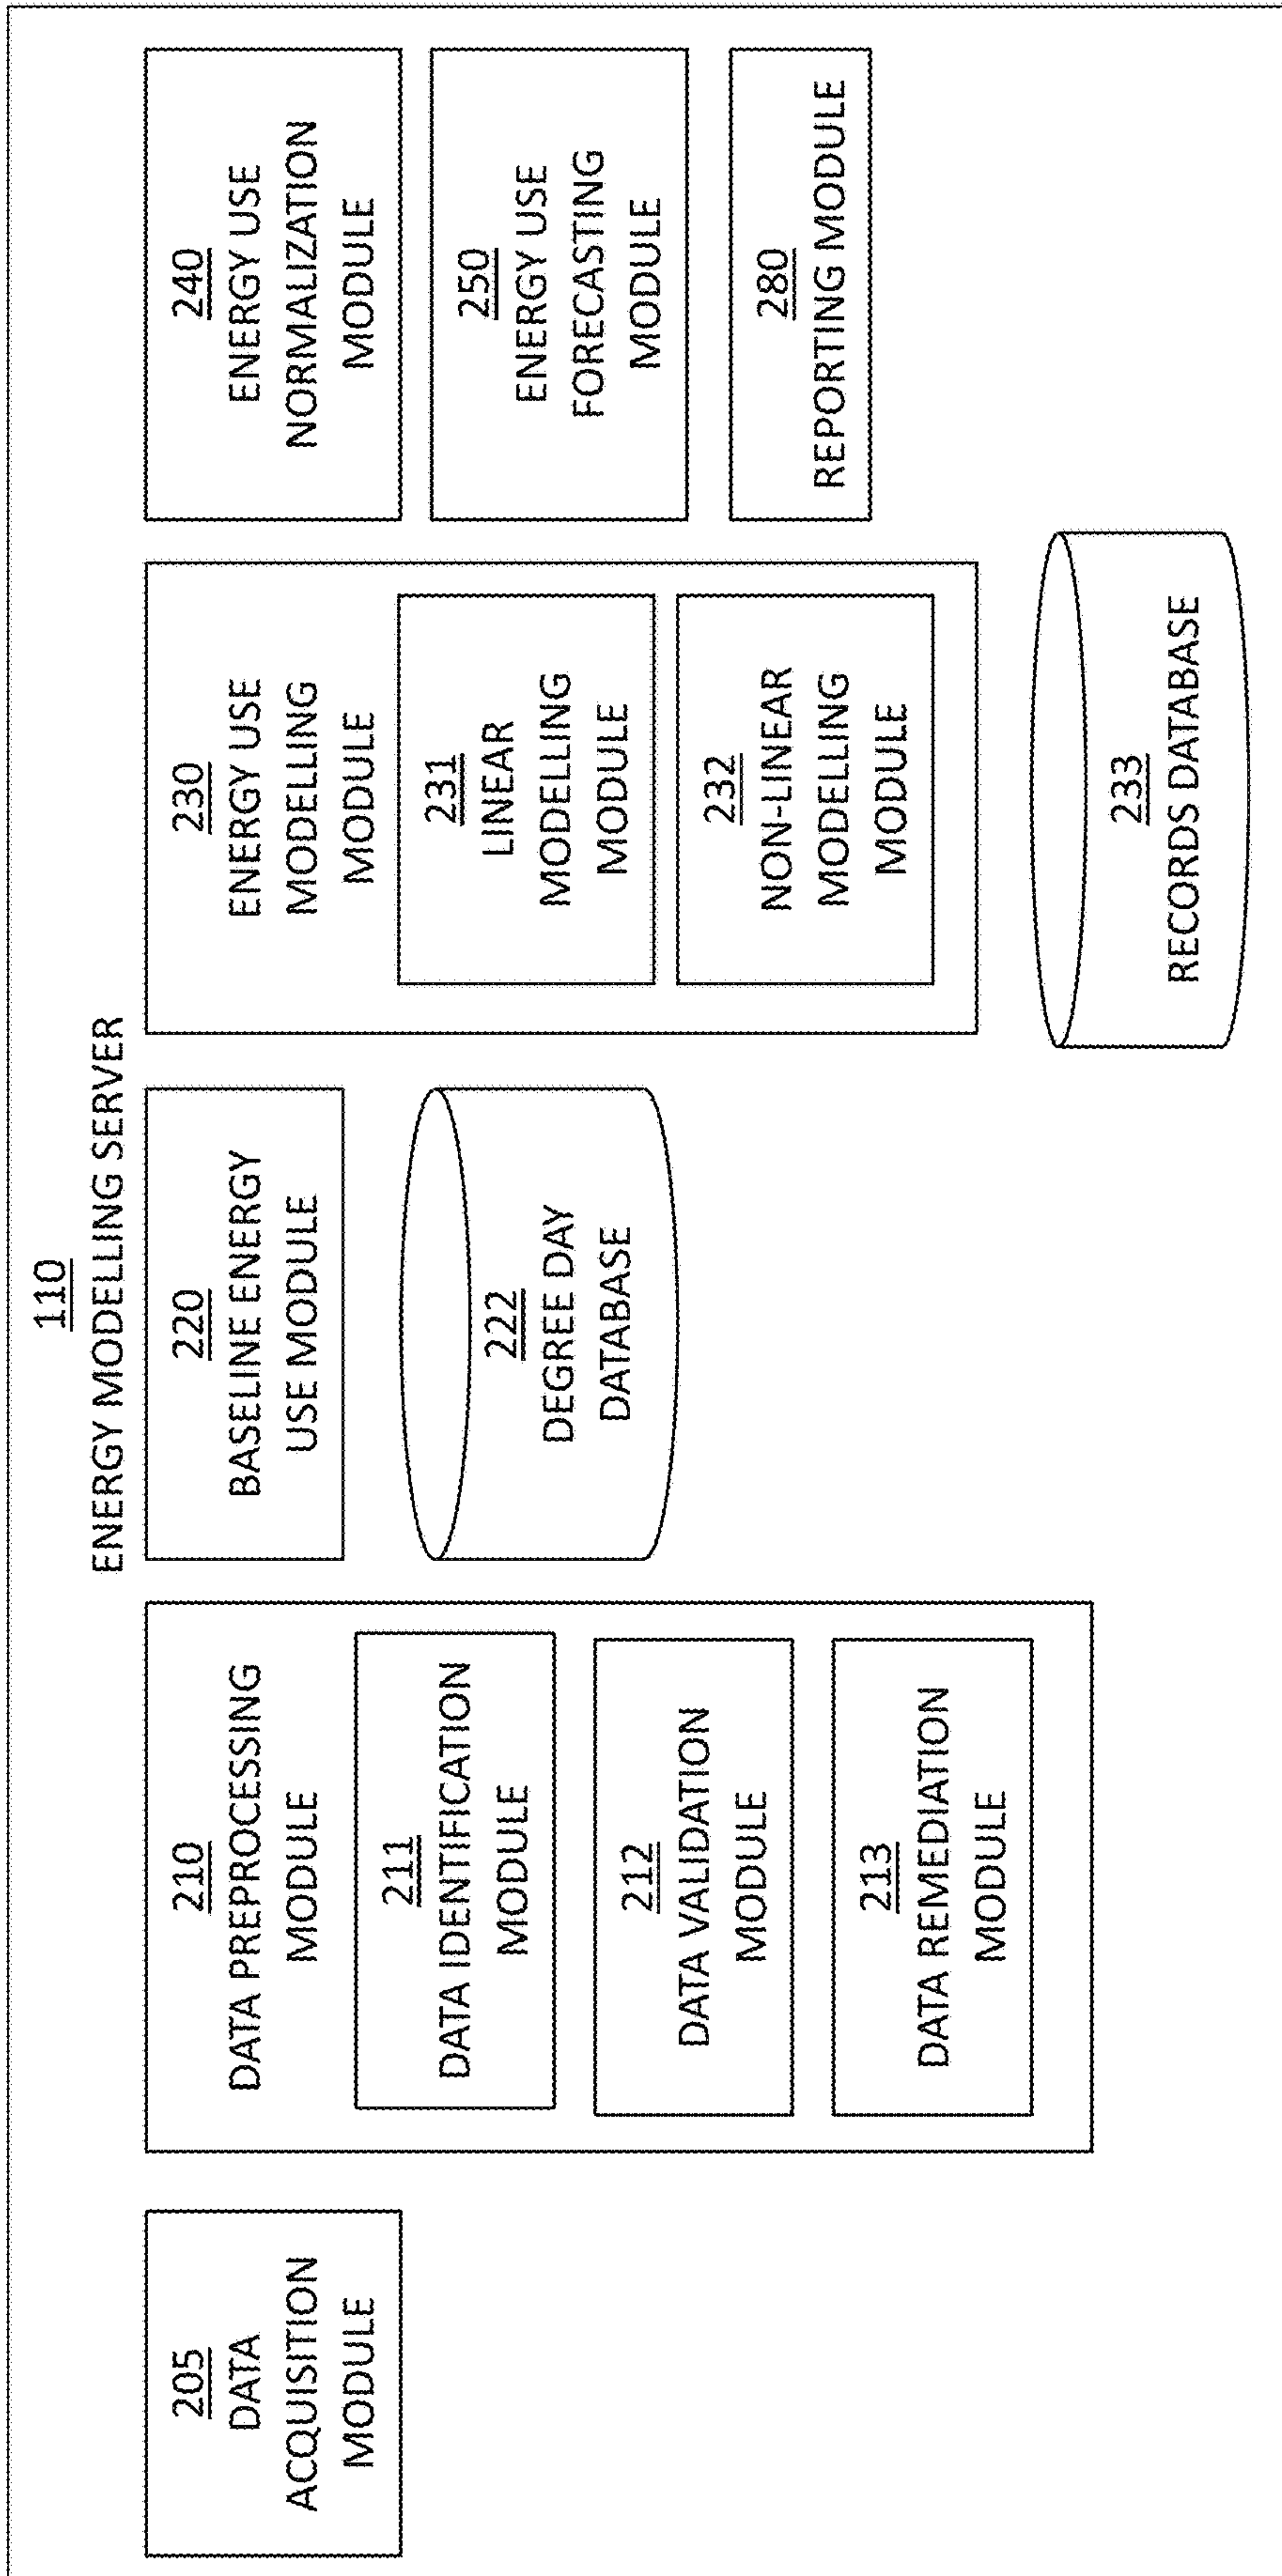 110
ENERGY MODELLING SERVER
205
DATA
ACQUISITION
MODULE
210
DATA PREPROCESSING
MODULE
211
DATA IDENTIFICATION
MODULE
212
DATA VALIDATION
MODULE
213
DATA REMEDIATION
MODULE
220
BASELINE ENERGY
USE MODULE
222
DEGREE DAY
DATABASE
230
ENERGY USE
MODELLING
MODULE
231
LINEAR
MODELLING
MODULE
232
NON-LINEAR
MODELLING
MODULE
233
RECORDS DATABASE
240
ENERGY USE
NORMALIZATION
MODULE
250
ENERGY USE
FORECASTING
MODULE
280
REPORTING MODULE